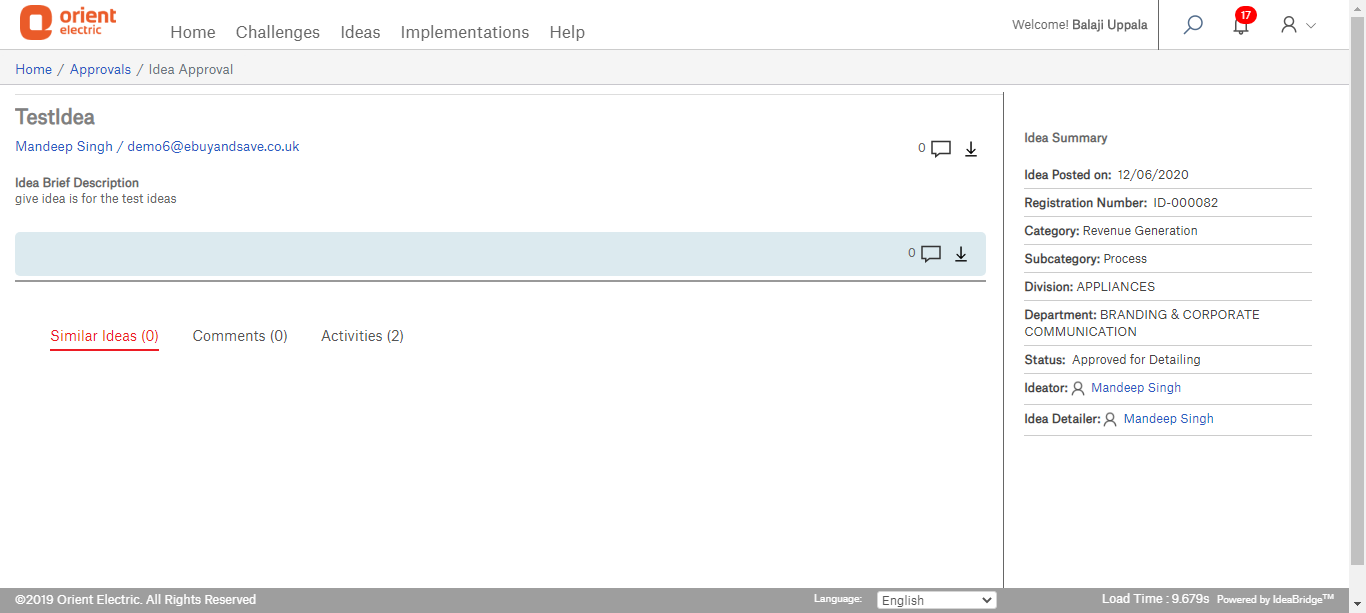 orient
electric
Home Challenges Ideas Implementations Help
Welcome! Balaji Uppala
17
Home / Approvals / Idea Approval
TestIdea
Mandeep Singh / demo6@ebuyandsave.co.uk
0
Idea Brief Description
give idea is for the test ideas
0
Similar Ideas (0) Comments (0) Activities (2)
Idea Summary
Idea Posted on: 12/06/2020
Registration Number: ID-000082
Category: Revenue Generation
Subcategory: Process
Division: APPLIANCES
Department: BRANDING & CORPORATE
COMMUNICATION
Status: Approved for Detailing
Ideator: Mandeep Singh
Idea Detailer: Mandeep Singh
©2019 Orient Electric. All Rights Reserved
Language: English
Load Time : 9.679s Powered by IdeaBridge™